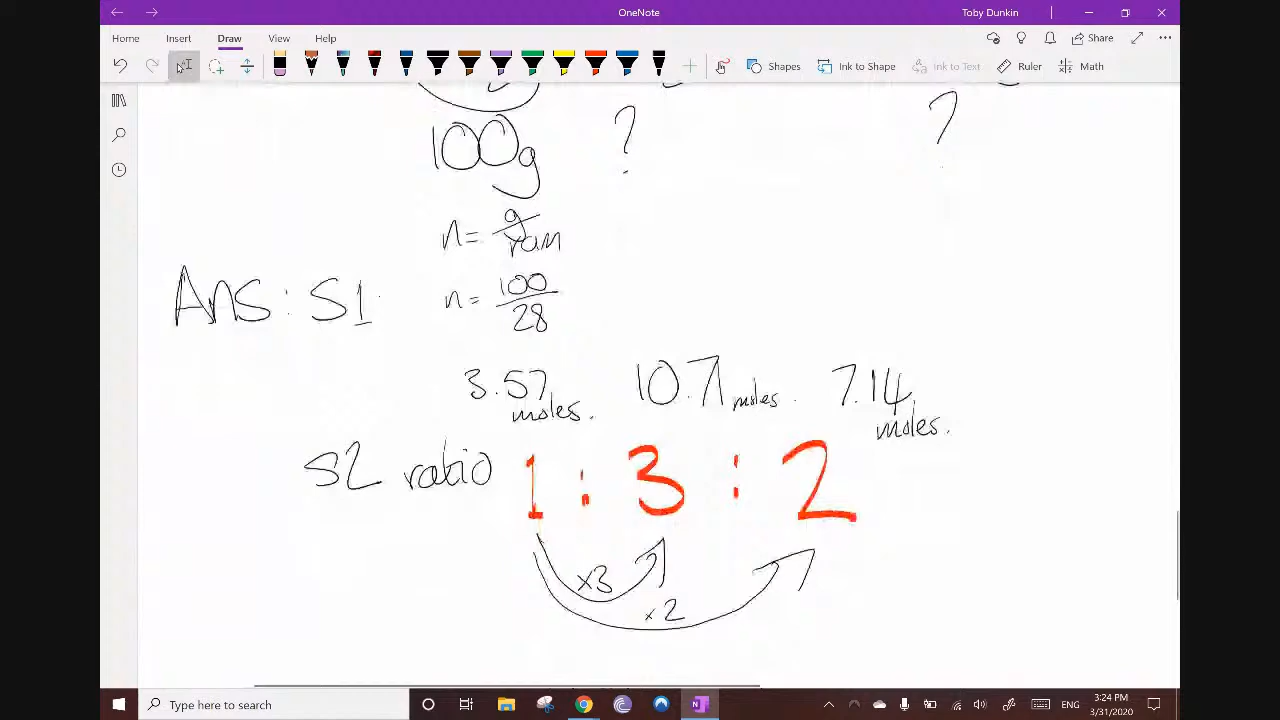 OneNote
Toby Dunkin
Home Insert Draw View Help
Share
Shapes Ink to Shape Ink to Text Ruler Math
100g ? ?
n = g/ram
Ans: S1 n = 100/28
3.57 moles. 10.71 moles. 7.14 moles.
S2 ratio 1 : 3 : 2
x3
x2
Type here to search
ENG
3:24 PM
3/31/2020